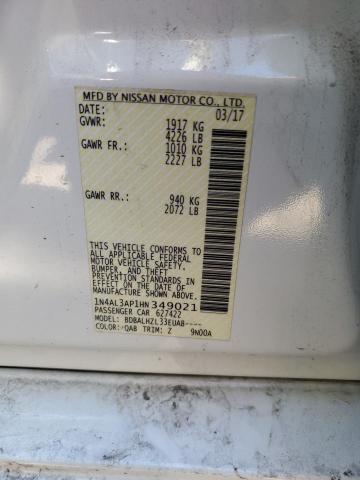 MFD BY NISSAN MOTOR CO., LTD.
DATE: 03/17
GVWR: 1917 KG
4226 LB
GAWR FR.: 1010 KG
2227 LB
GAWR RR.: 940 KG
2072 LB
THIS VEHICLE CONFORMS TO
ALL APPLICABLE FEDERAL
MOTOR VEHICLE SAFETY,
BUMPER, AND THEFT
PREVENTION STANDARDS IN
EFFECT ON THE DATE OF
MANUFACTURE SHOWN ABOVE.
1N4AL3AP1HN349021
PASSENGER CAR 627422
MODEL: BDBALHZL33EUA8----
COLOR: QAB TRIM: Z 9N00A